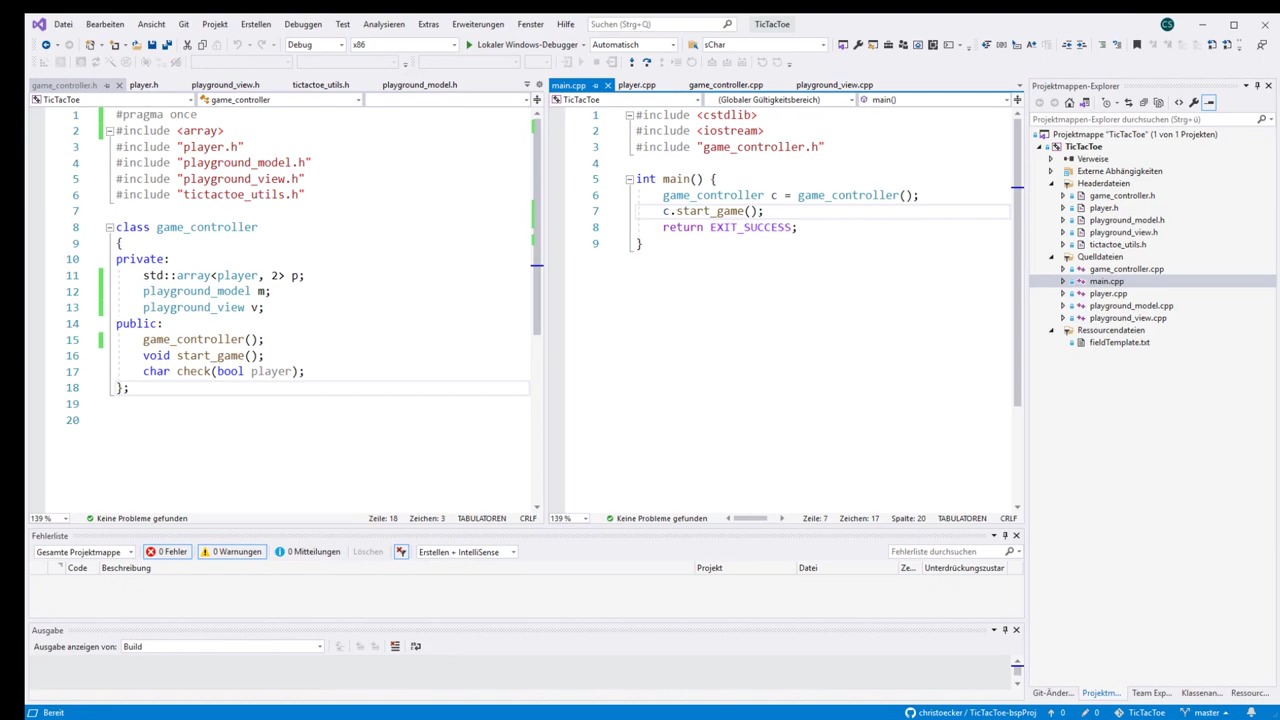 Datei Bearbeiten Ansicht Git Projekt Erstellen Debuggen Test Analysieren Extras Erweiterungen Fenster Hilfe Suchen (Strg+Q) TicTacToe CS
Debug x86 Lokaler Windows-Debugger Automatisch sChar
game_controller.h player.h playground_view.h tictactoe_utils.h playground_model.h
TicTacToe game_controller
1 #pragma once
2 #include <array>
3 #include "player.h"
4 #include "playground_model.h"
5 #include "playground_view.h"
6 #include "tictactoe_utils.h"
7
8 class game_controller
9 {
10 private:
11 std::array<player, 2> p;
12 playground_model m;
13 playground_view v;
14 public:
15 game_controller();
16 void start_game();
17 char check(bool player);
18 };
19
20
139 % Keine Probleme gefunden Zeile: 18 Zeichen: 3 TABULATOREN CRLF
main.cpp player.cpp game_controller.cpp playground_view.cpp
TicTacToe (Globaler Gültigkeitsbereich) main()
1 #include <cstdlib>
2 #include <iostream>
3 #include "game_controller.h"
4
5 int main() {
6 game_controller c = game_controller();
7 c.start_game();
8 return EXIT_SUCCESS;
9 }
139 % Keine Probleme gefunden Zeile: 7 Zeichen: 17 Spalte: 20 TABULATOREN CRLF
Fehlerliste
Gesamte Projektmappe 0 Fehler 0 Warnungen 0 Mitteilungen Löschen Erstellen + IntelliSense Fehlerliste durchsuchen
Code Beschreibung Projekt Datei Ze... Unterdrückungszustar
Ausgabe
Ausgabe anzeigen von: Build
Projektmappen-Explorer
Projektmappen-Explorer durchsuchen (Strg+ü)
Projektmappe "TicTacToe" (1 von 1 Projekten)
TicTacToe
Verweise
Externe Abhängigkeiten
Headerdateien
game_controller.h
player.h
playground_model.h
playground_view.h
tictactoe_utils.h
Quelldateien
game_controller.cpp
main.cpp
player.cpp
playground_model.cpp
playground_view.cpp
Ressourcendateien
fieldTemplate.txt
Git-Änder... Projektm... Team Exp... Klassenan... Ressourc...
Bereit christoecker / TicTacToe-bspProj 0 0 TicTacToe master